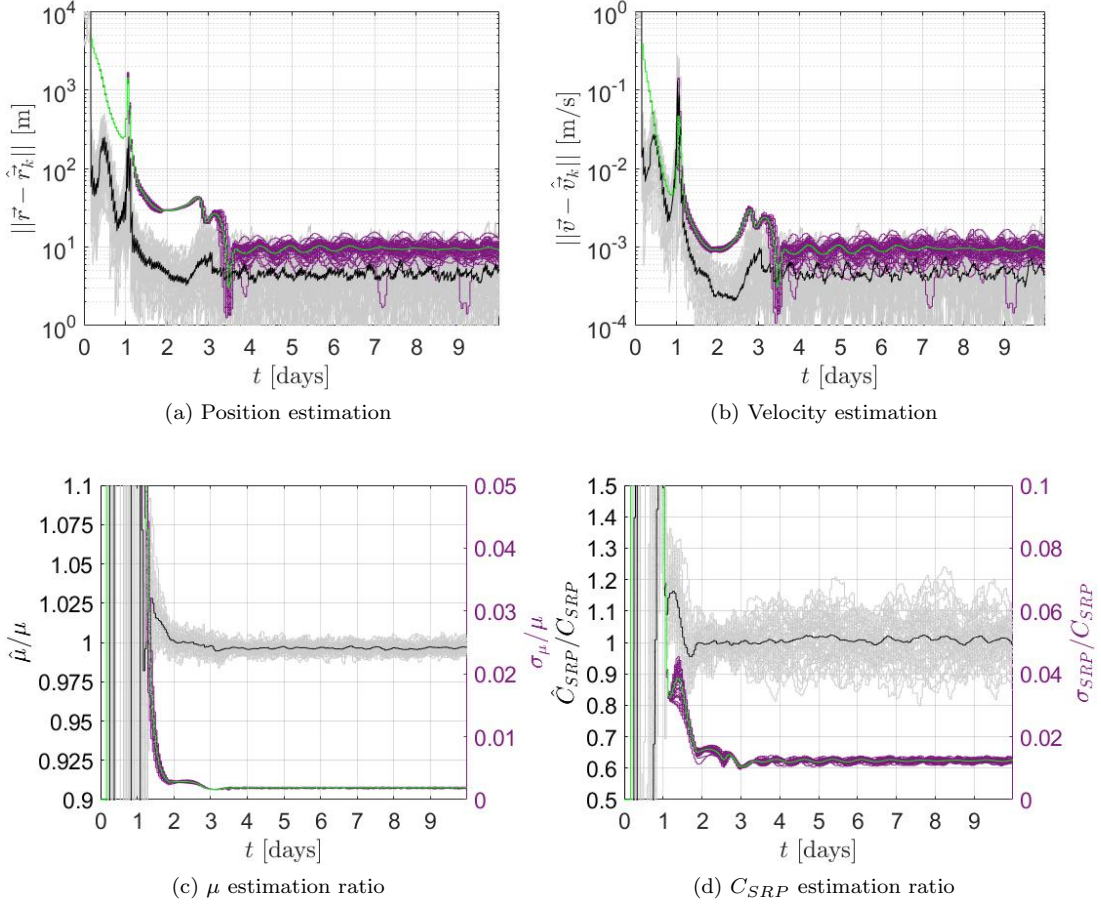 10^4
10^3
10^2
10^1
10^0
||\vec{r} - \hat{\vec{r}}_k|| [m]
0 1 2 3 4 5 6 7 8 9
t [days]
(a) Position estimation
10^0
10^{-1}
10^{-2}
10^{-3}
10^{-4}
||\vec{v} - \hat{\vec{v}}_k|| [m/s]
0 1 2 3 4 5 6 7 8 9
t [days]
(b) Velocity estimation
1.1
1.075
1.05
1.025
1
0.975
0.95
0.925
0.9
\hat{μ}/μ
0.05
0.04
0.03
0.02
0.01
0
σ_μ/μ
0 1 2 3 4 5 6 7 8 9
t [days]
(c) μ estimation ratio
1.5
1.4
1.3
1.2
1.1
1
0.9
0.8
0.7
0.6
0.5
\hat{C}_{SRP}/C_{SRP}
0.1
0.08
0.06
0.04
0.02
0
σ_{SRP}/C_{SRP}
0 1 2 3 4 5 6 7 8 9
t [days]
(d) C_{SRP} estimation ratio